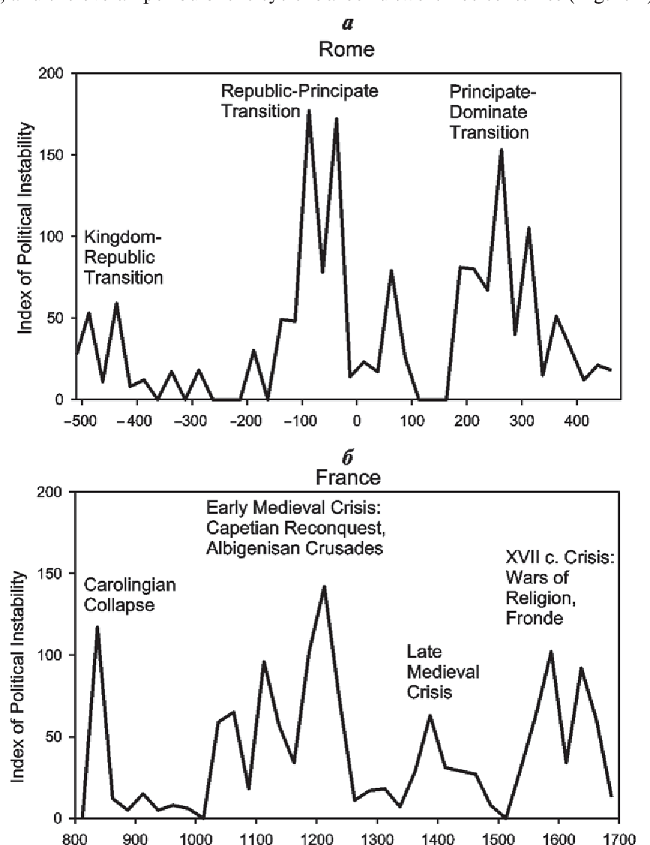 а
Rome
200
150
100
50
0
Index of Political Instability
Republic-Principate
Transition
Principate-
Dominate
Transition
Kingdom-
Republic
Transition
–500 –400 –300 –200 –100 0 100 200 300 400
б
France
200
150
100
50
0
Index of Political Instability
Early Medieval Crisis:
Capetian Reconquest,
Albigenisan Crusades
Carolingian
Collapse
XVII c. Crisis:
Wars of
Religion,
Fronde
Late
Medieval
Crisis
800 900 1000 1100 1200 1300 1400 1500 1600 1700